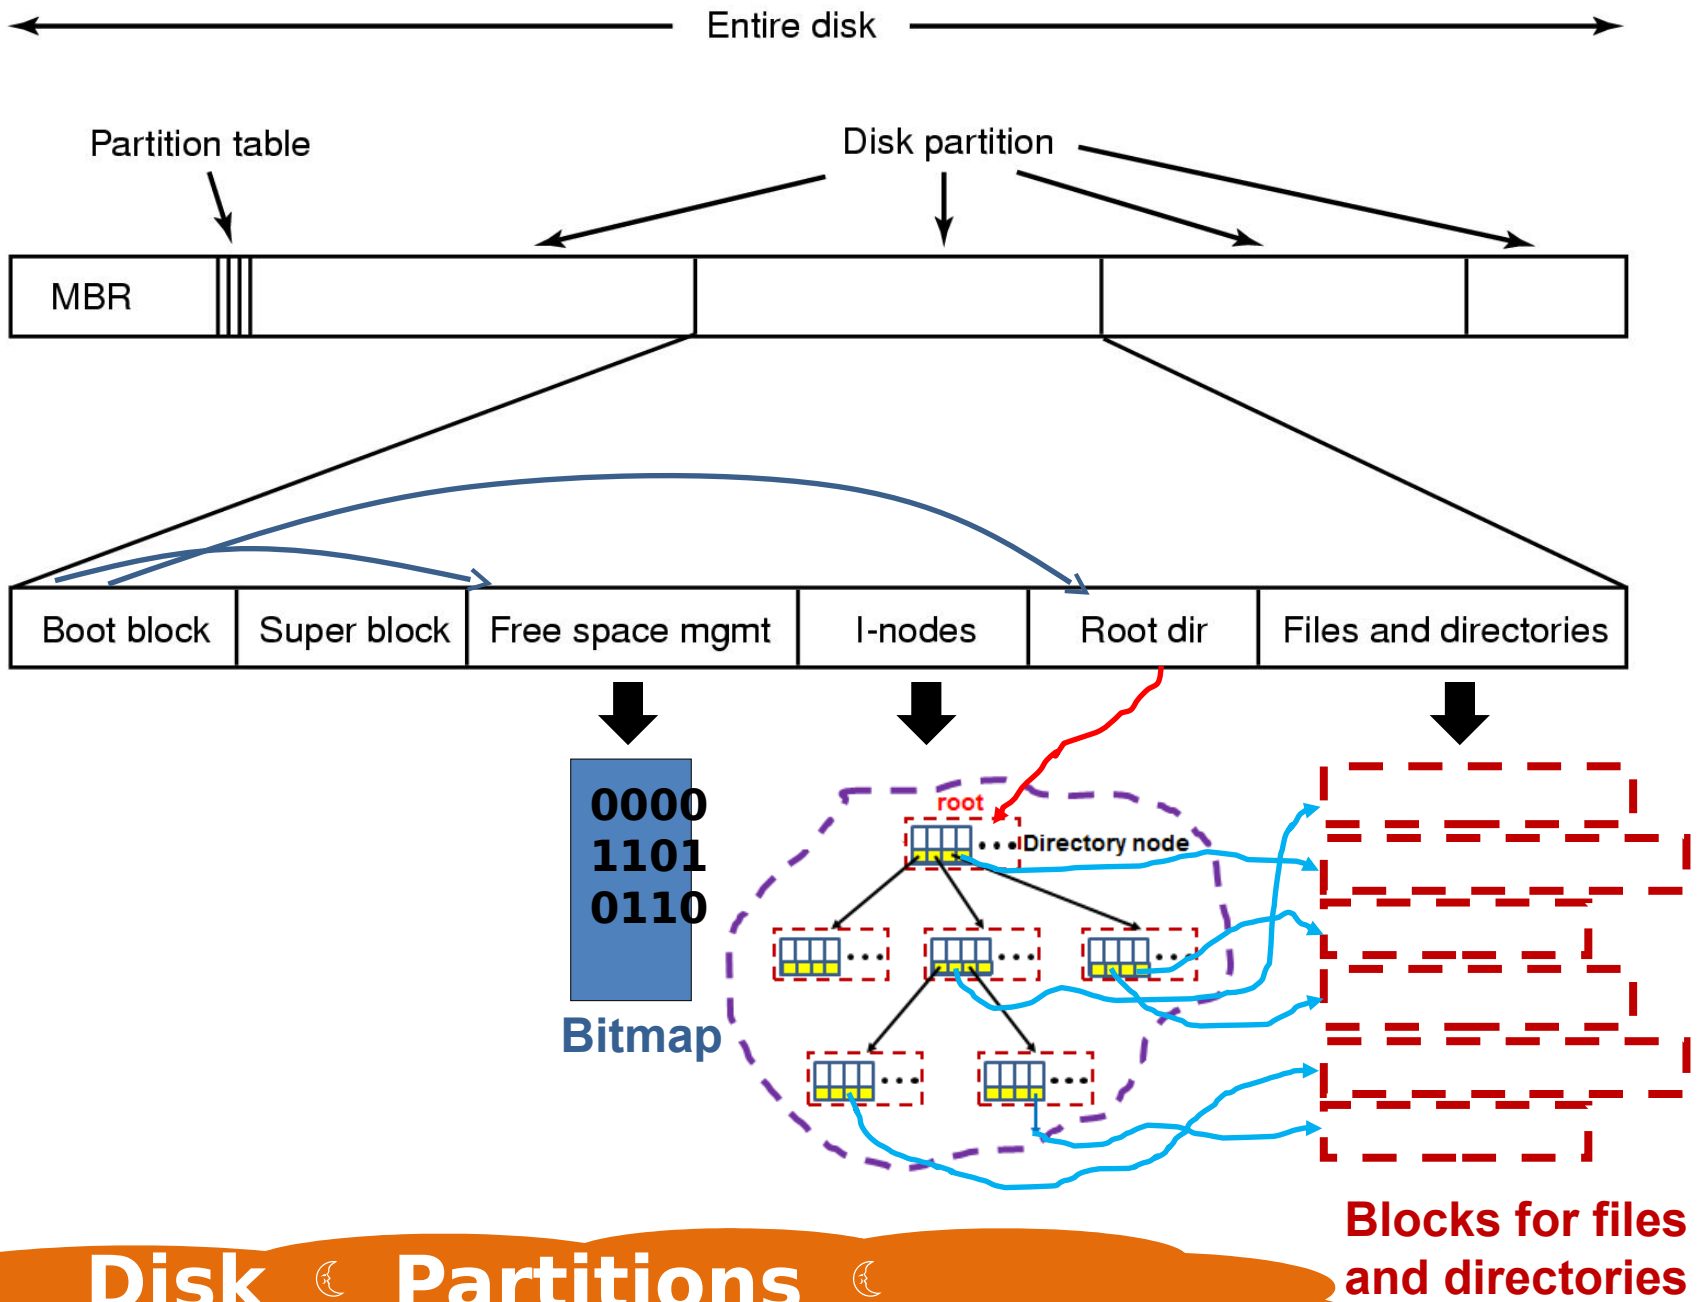 Entire disk
Partition table
Disk partition
MBR
Boot block
Super block
Free space mgmt
I-nodes
Root dir
Files and directories
0000
1101
0110
Bitmap
root
Directory node
Blocks for files
and directories
Disk ☾ Partitions ☾